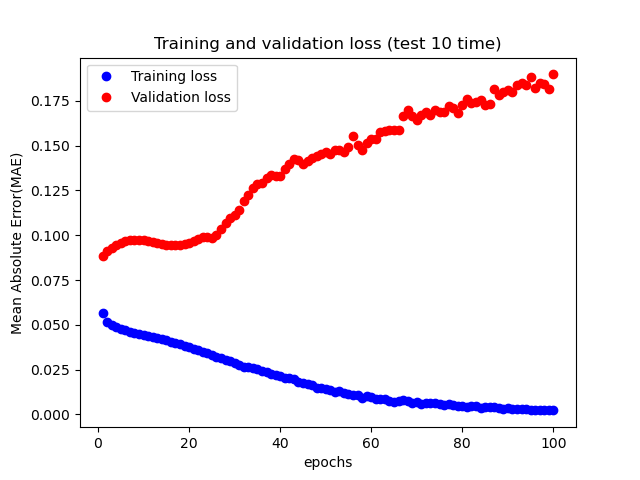 Training and validation loss (test 10 time)
Training loss
Validation loss
Mean Absolute Error(MAE)
0.175
0.150
0.125
0.100
0.075
0.050
0.025
0.000
0
20
40
60
80
100
epochs